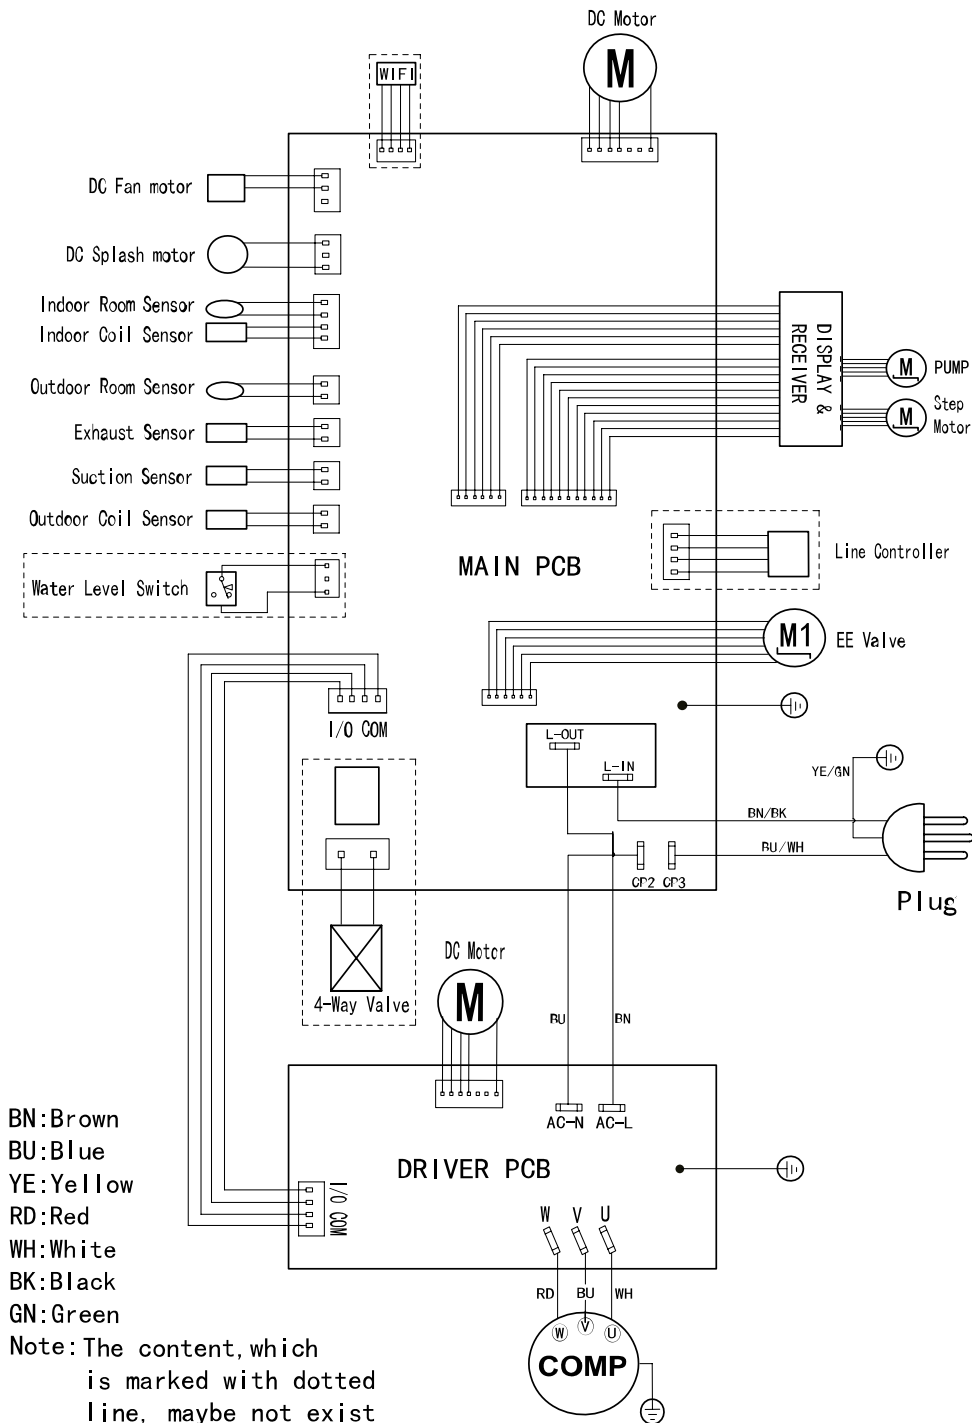 DC Motor
M
WIFI
DC Fan motor
DC Splash motor
Indoor Room Sensor
Indoor Coil Sensor
Outdoor Room Sensor
Exhaust Sensor
Suction Sensor
Outdoor Coil Sensor
Water Level Switch
DISPLAY &
RECEIVER
M
PUMP
M
Step
Motor
MAIN PCB
Line Controller
M1
EE Valve
I/O COM
L-OUT
L-IN
YE/GN
BN/BK
BU/WH
CP2
CP3
Plug
4-Way Valve
DC Motor
M
BU
BN
AC-N
AC-L
DRIVER PCB
I/O COM
W
V
U
RD
BU
WH
W
V
U
COMP
BN:Brown
BU:Blue
YE:Yellow
RD:Red
WH:White
BK:Black
GN:Green
Note:The content,which
is marked with dotted
line, maybe not exist